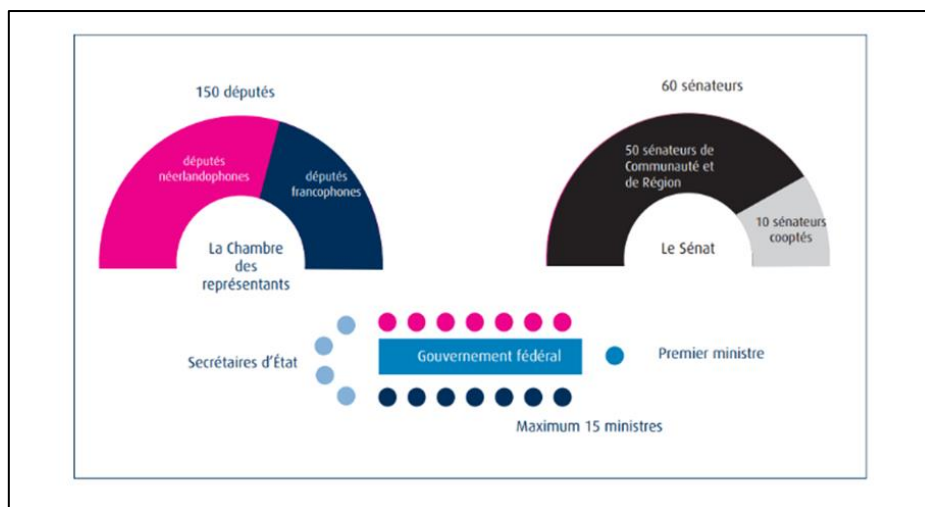 150 députés
députés
néerlandophones
députés
francophones
La Chambre
des
représentants
60 sénateurs
50 sénateurs de
Communauté et
de Région
10 sénateurs
cooptés
Le Sénat
Secrétaires d'État
Gouvernement fédéral
Premier ministre
Maximum 15 ministres